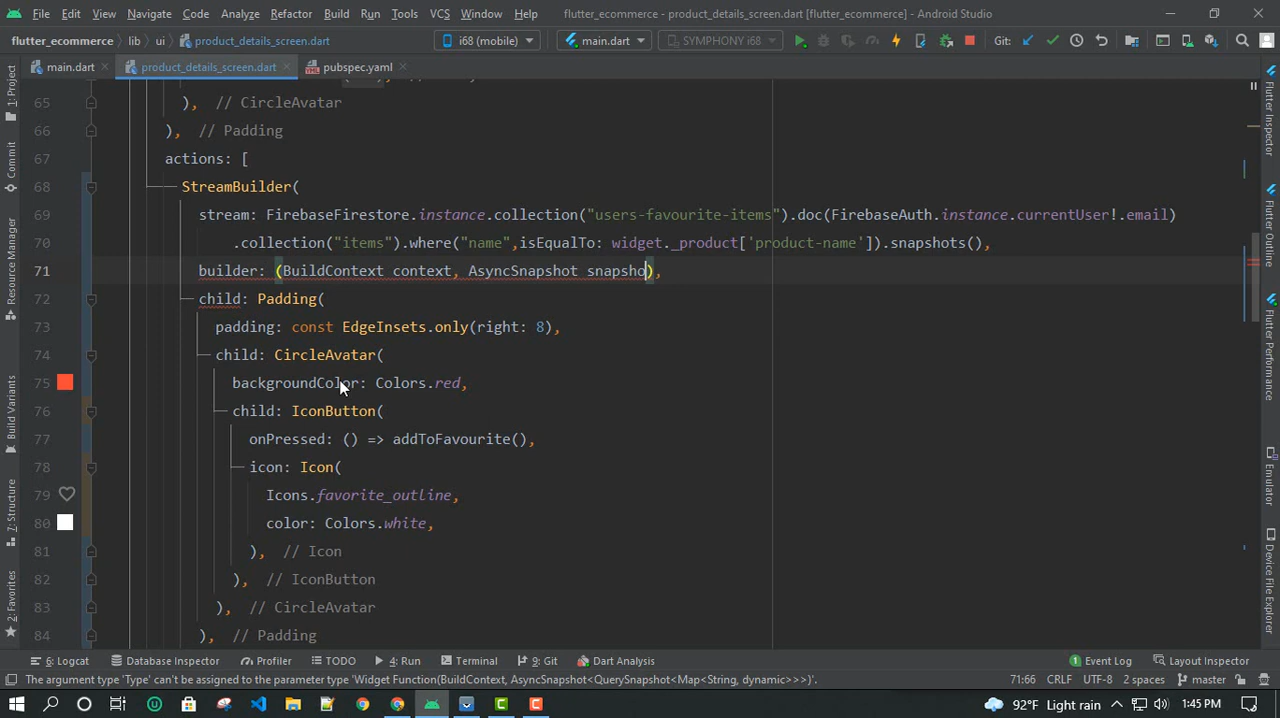 File Edit View Navigate Code Analyze Refactor Build Run Tools VCS Window Help flutter_ecommerce - product_details_screen.dart [flutter_ecommerce] - Android Studio
flutter_ecommerce lib ui product_details_screen.dart i68 (mobile) main.dart SYMPHONY i68 Git:
main.dart product_details_screen.dart pubspec.yaml
65 ), // CircleAvatar
66 ), // Padding
67 actions: [
68 StreamBuilder(
69 stream: FirebaseFirestore.instance.collection("users-favourite-items").doc(FirebaseAuth.instance.currentUser!.email)
70 .collection("items").where("name",isEqualTo: widget._product['product-name']).snapshots(),
71 builder: (BuildContext context, AsyncSnapshot snapsho),
72 child: Padding(
73 padding: const EdgeInsets.only(right: 8),
74 child: CircleAvatar(
75 backgroundColor: Colors.red,
76 child: IconButton(
77 onPressed: () => addToFavourite(),
78 icon: Icon(
79 Icons.favorite_outline,
80 color: Colors.white,
81 ), // Icon
82 ), // IconButton
83 ), // CircleAvatar
84 ), // Padding
1: Project
Commit
Resource Manager
Build Variants
7: Structure
2: Favorites
Flutter Inspector
Flutter Outline
Flutter Performance
Emulator
Device File Explorer
6: Logcat Database Inspector Profiler TODO 4: Run Terminal 9: Git Dart Analysis 1 Event Log Layout Inspector
The argument type 'Type' can't be assigned to the parameter type 'Widget Function(BuildContext, AsyncSnapshot<QuerySnapshot<Map<String, dynamic>>>)'. 71:66 CRLF UTF-8 2 spaces master
92°F Light rain 1:45 PM